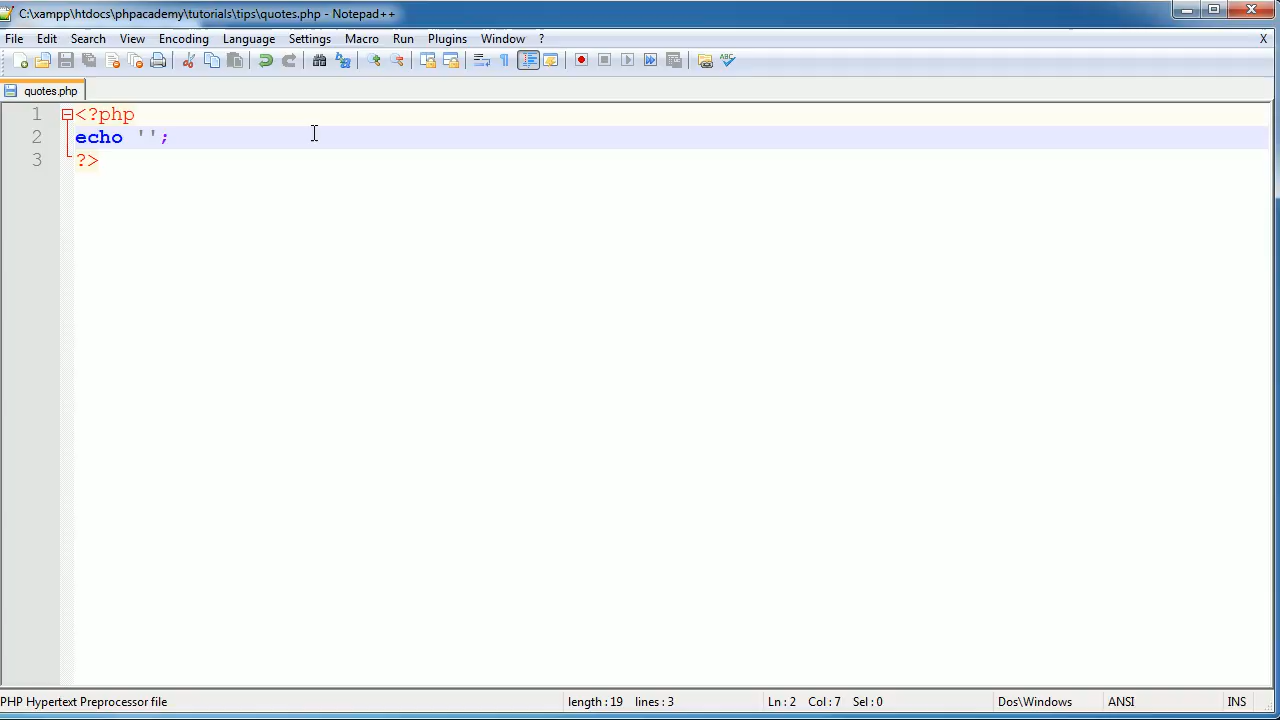 C:\xampp\htdocs\phpacademy\tutorials\tips\quotes.php - Notepad++
File Edit Search View Encoding Language Settings Macro Run Plugins Window ? X
quotes.php
1 <?php
2 echo '';
3 ?>
PHP Hypertext Preprocessor file length : 19 lines : 3 Ln : 2 Col : 7 Sel : 0 Dos\Windows ANSI INS